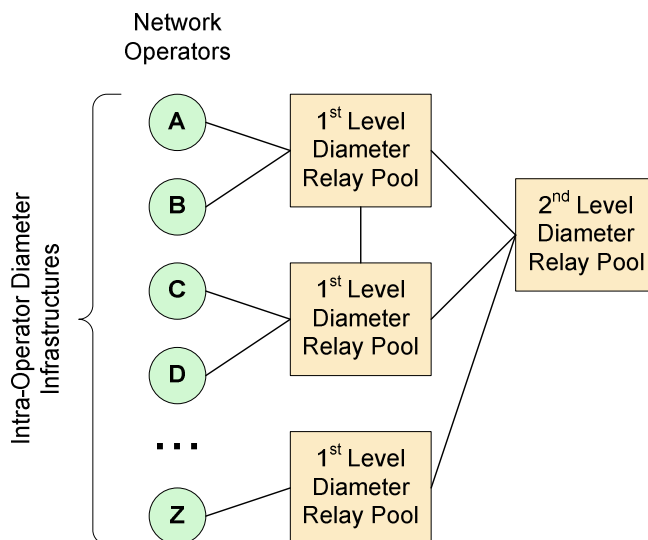 Network
Operators
Intra-Operator Diameter
Infrastructures
A
B
C
D
...
Z
1st Level
Diameter
Relay Pool
1st Level
Diameter
Relay Pool
1st Level
Diameter
Relay Pool
2nd Level
Diameter
Relay Pool